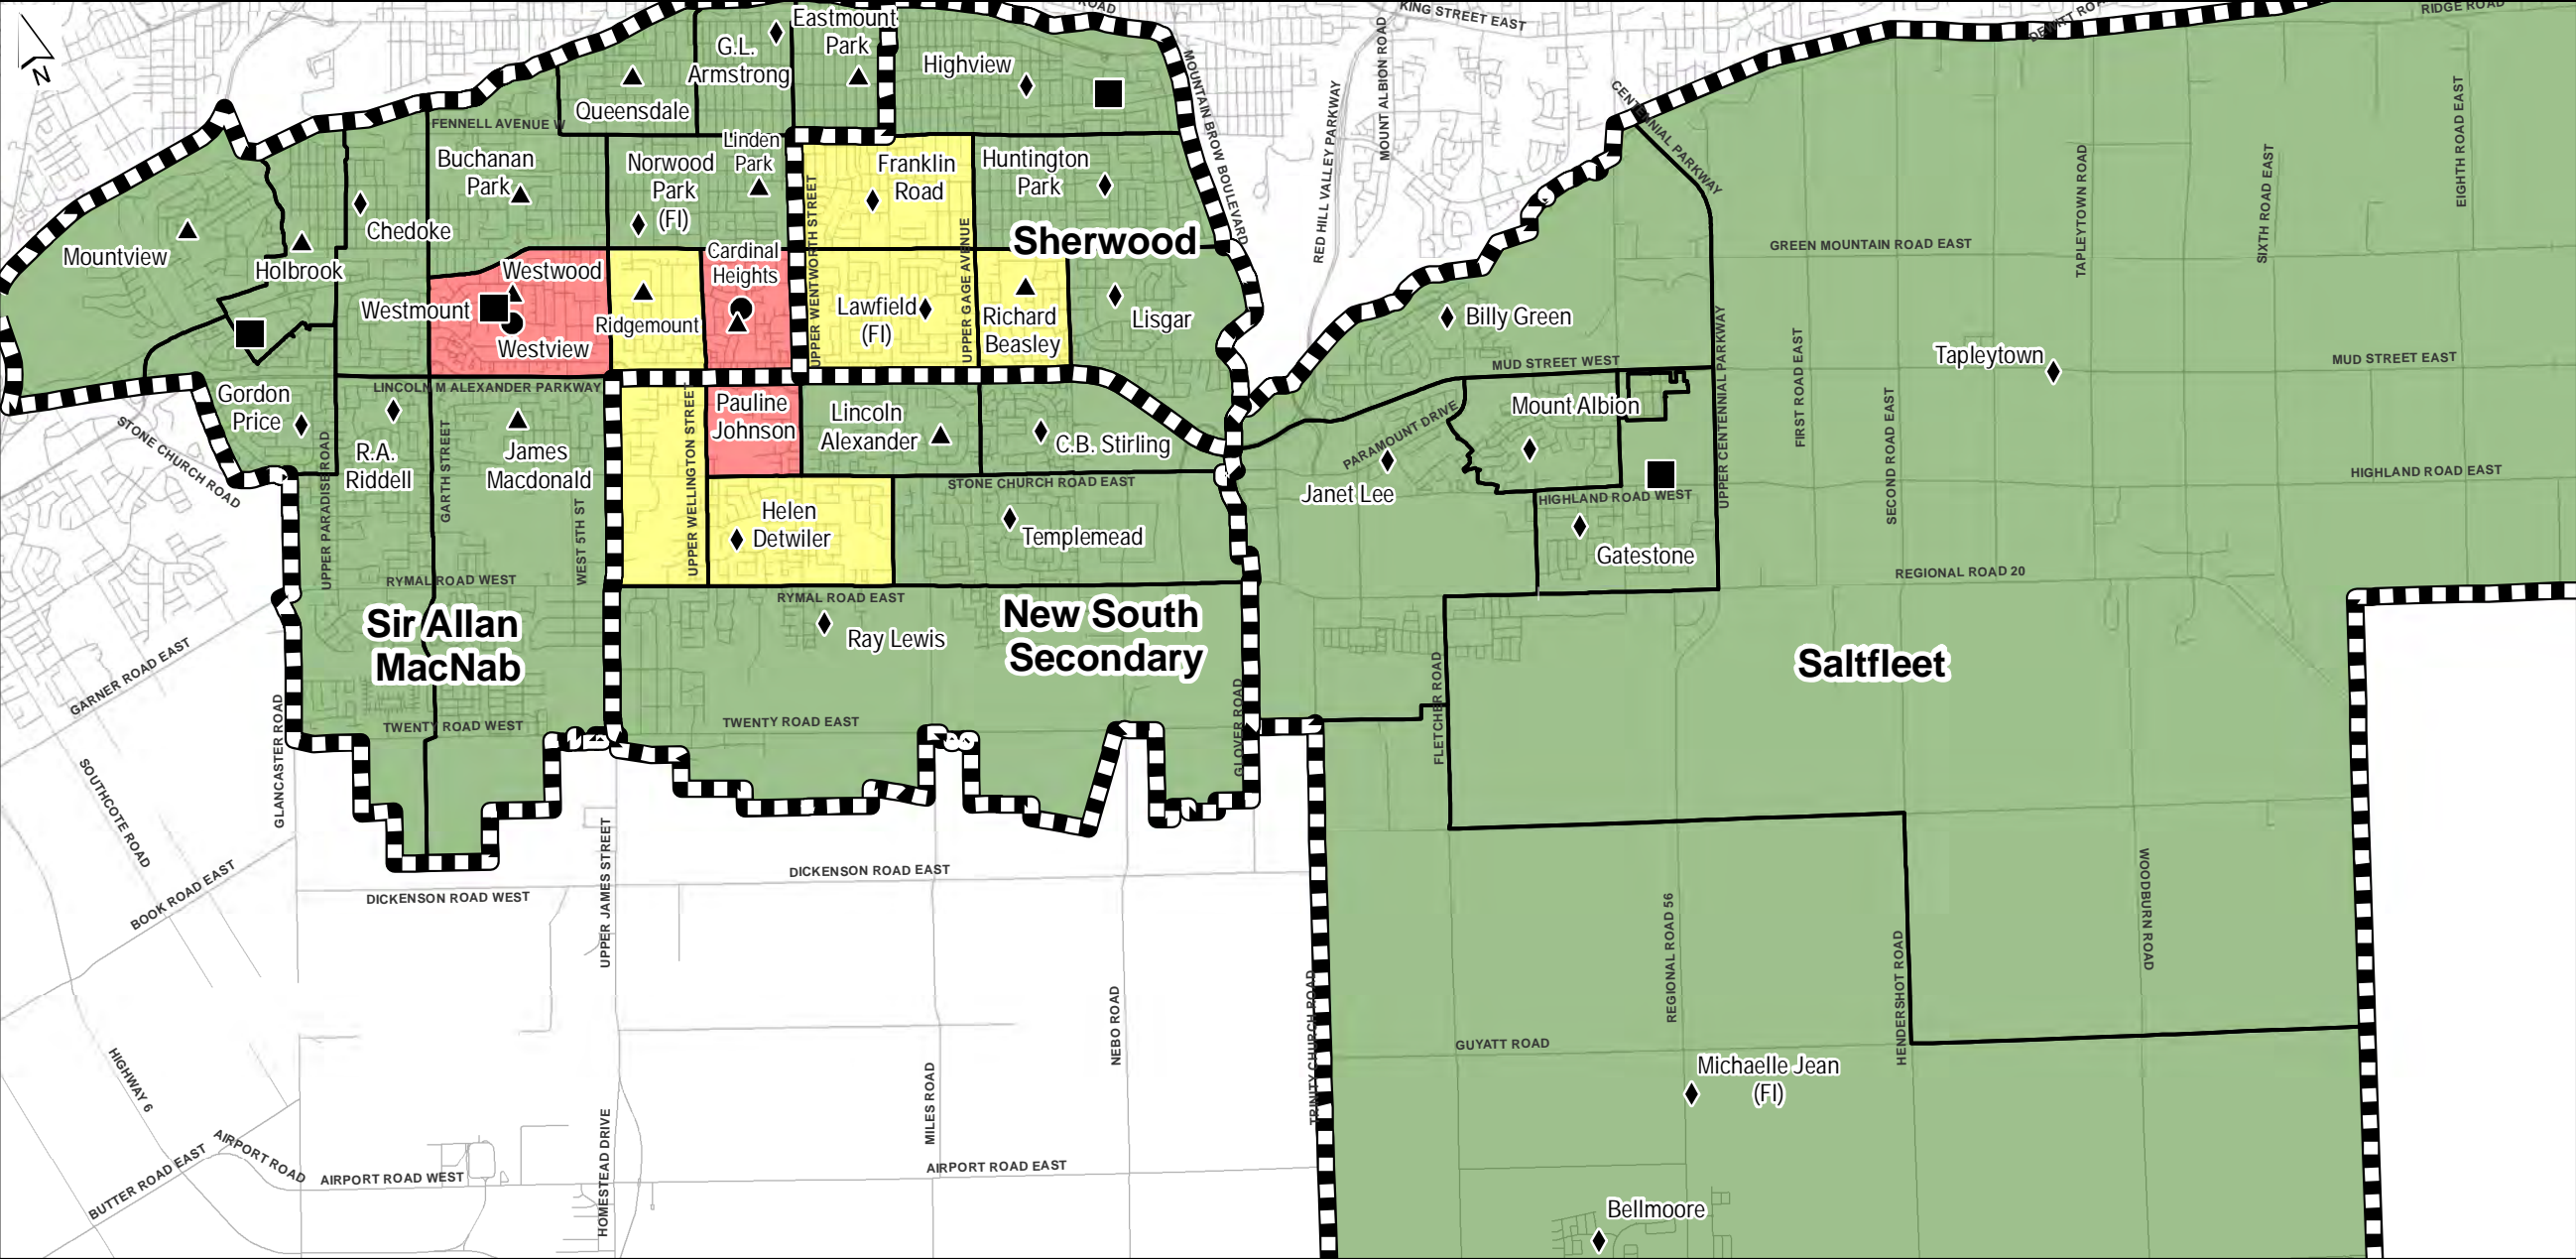 ROAD
KING STREET EAST
DEWITT ROAD
RIDGE ROAD
N
Eastmount
Park
G.L.
Armstrong
Highview
Queensdale
MOUNTAIN BROW BOULEVARD
RED HILL VALLEY PARKWAY
MOUNT ALBION ROAD
CENTENNIAL PARKWAY
EIGHTH ROAD EAST
FENNELL AVENUE W
Linden
Park
Buchanan
Park
Norwood
Park
(FI)
Franklin
Road
Huntington
Park
TAPLEYTOWN ROAD
SIXTH ROAD EAST
Chedoke
Mountview
Holbrook
UPPER WENTWORTH STREET
UPPER GAGE AVENUE
Sherwood
GREEN MOUNTAIN ROAD EAST
Cardinal
Heights
Westwood
Westmount
Westview
Ridgemount
Lawfield
(FI)
Richard
Beasley
Lisgar
Billy Green
UPPER CENTENNIAL PARKWAY
FIRST ROAD EAST
Tapleytown
MUD STREET WEST
MUD STREET EAST
LINCOLN M ALEXANDER PARKWAY
Gordon
Price
STONE CHURCH ROAD
UPPER PARADISE ROAD
R.A.
Riddell
GARTH STREET
James
Macdonald
WEST 5TH ST
UPPER WELLINGTON STREET
Pauline
Johnson
Lincoln
Alexander
C.B. Stirling
Mount Albion
PARAMOUNT DRIVE
Janet Lee
SECOND ROAD EAST
HIGHLAND ROAD EAST
STONE CHURCH ROAD EAST
HIGHLAND ROAD WEST
Helen
Detwiler
Templemead
Gatestone
RYMAL ROAD WEST
REGIONAL ROAD 20
RYMAL ROAD EAST
Sir Allan
MacNab
Ray Lewis
New South
Secondary
Saltfleet
GARNER ROAD EAST
GLANCASTER ROAD
TWENTY ROAD WEST
TWENTY ROAD EAST
GLOVER ROAD
FLETCHER ROAD
SOUTHCOTE ROAD
BOOK ROAD EAST
DICKENSON ROAD WEST
DICKENSON ROAD EAST
UPPER JAMES STREET
REGIONAL ROAD 56
HENDERSHOT ROAD
WOODBURN ROAD
NEBO ROAD
TRINITY CHURCH ROAD
GUYATT ROAD
Michaelle Jean
(FI)
HIGHWAY 6
MILES ROAD
HOMESTEAD DRIVE
BUTTER ROAD EAST
AIRPORT ROAD
AIRPORT ROAD WEST
AIRPORT ROAD EAST
Bellmoore